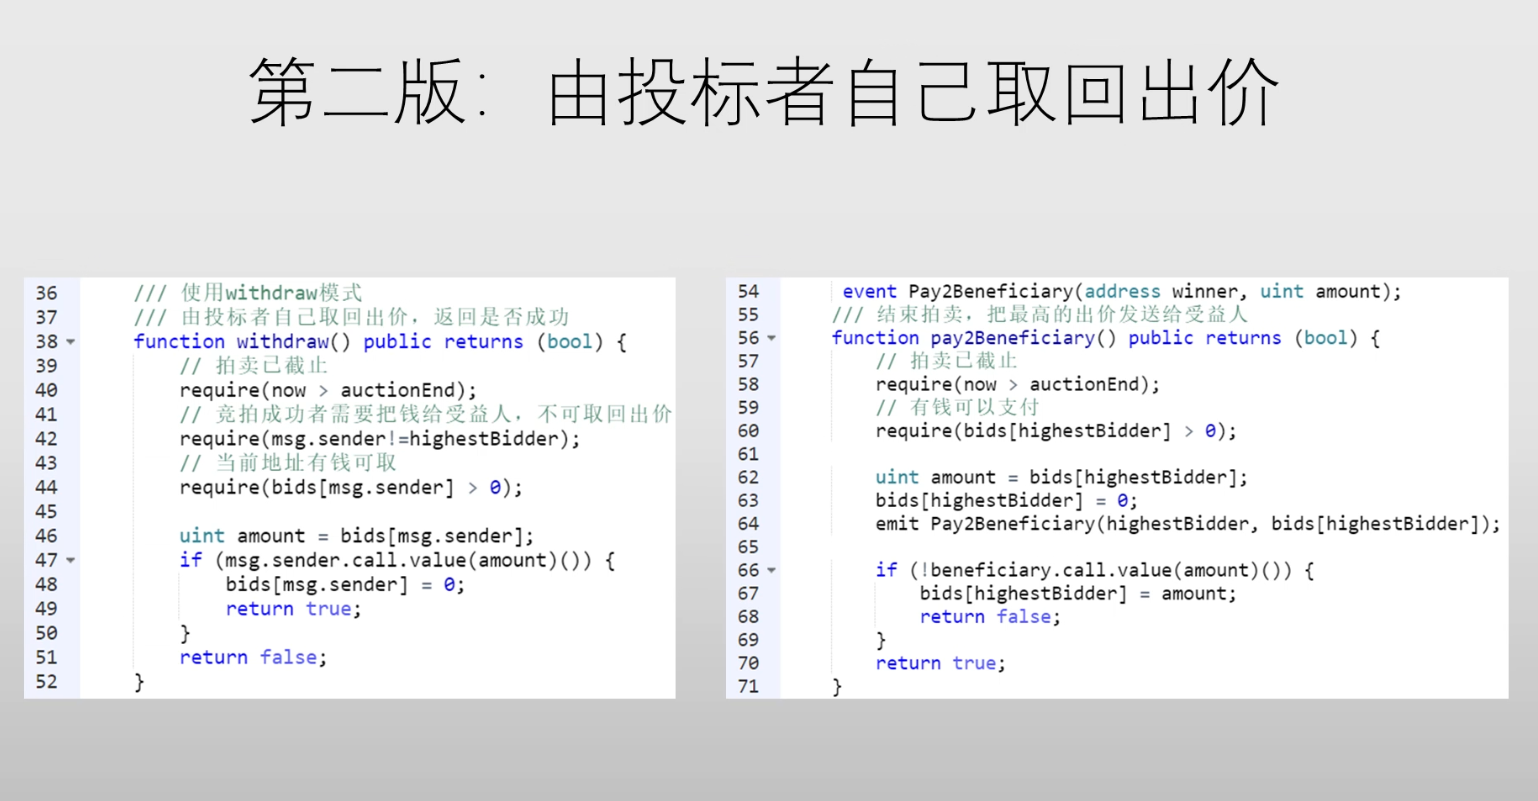 第二版：由投标者自己取回出价
36 /// 使用withdraw模式
37 /// 由投标者自己取回出价，返回是否成功
38 function withdraw() public returns (bool) {
39 // 拍卖已截止
40 require(now > auctionEnd);
41 // 竞拍成功者需要把钱给受益人，不可取回出价
42 require(msg.sender!=highestBidder);
43 // 当前地址有钱可取
44 require(bids[msg.sender] > 0);
45
46 uint amount = bids[msg.sender];
47 if (msg.sender.call.value(amount)()) {
48 bids[msg.sender] = 0;
49 return true;
50 }
51 return false;
52 }
54 event Pay2Beneficiary(address winner, uint amount);
55 /// 结束拍卖，把最高的出价发送给受益人
56 function pay2Beneficiary() public returns (bool) {
57 // 拍卖已截止
58 require(now > auctionEnd);
59 // 有钱可以支付
60 require(bids[highestBidder] > 0);
61
62 uint amount = bids[highestBidder];
63 bids[highestBidder] = 0;
64 emit Pay2Beneficiary(highestBidder, bids[highestBidder]);
65
66 if (!beneficiary.call.value(amount)()) {
67 bids[highestBidder] = amount;
68 return false;
69 }
70 return true;
71 }